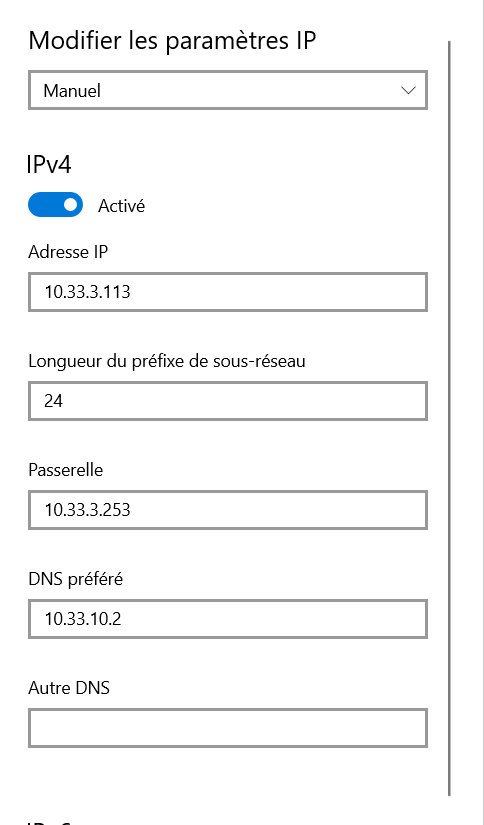 Modifier les paramètres IP
Manuel
IPv4
Activé
Adresse IP
10.33.3.113
Longueur du préfixe de sous-réseau
24
Passerelle
10.33.3.253
DNS préféré
10.33.10.2
Autre DNS